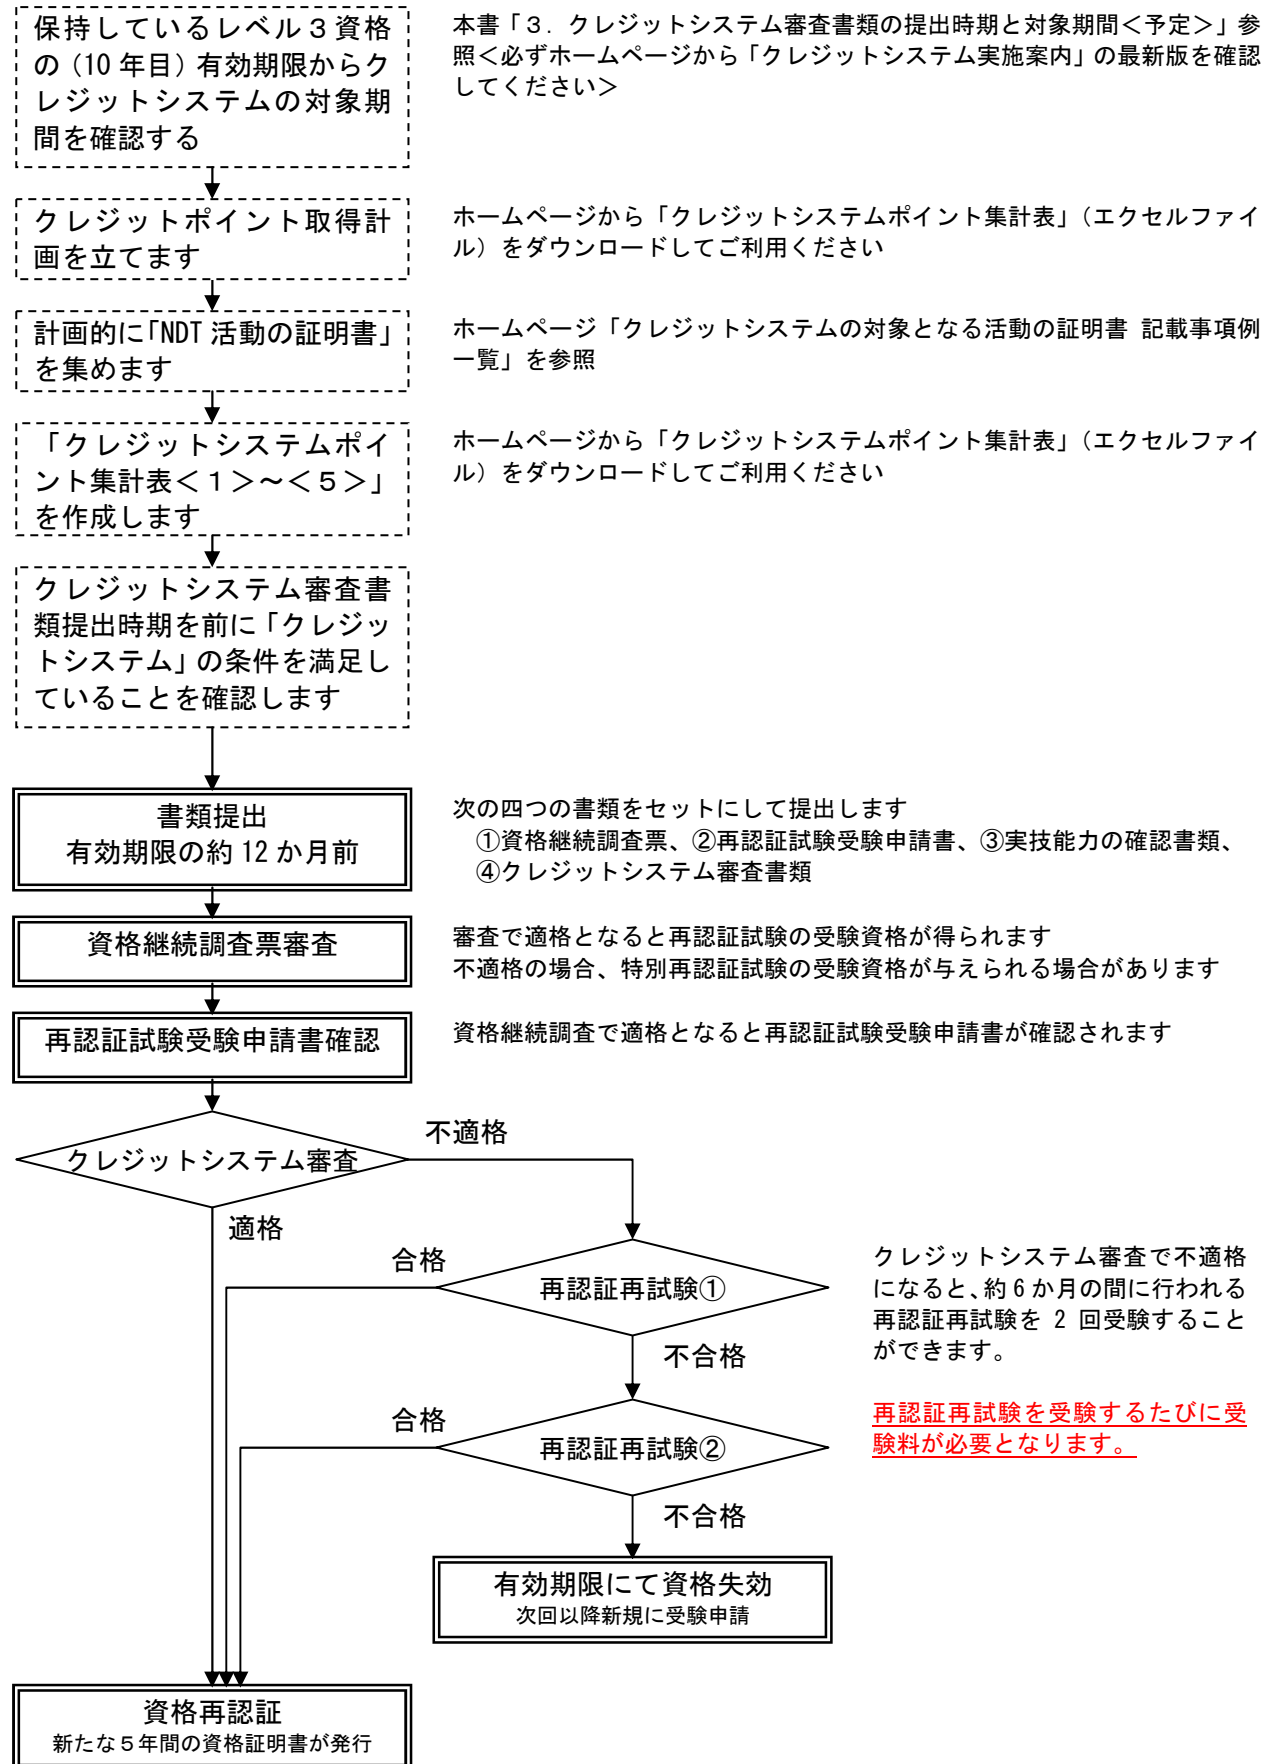 保持しているレベル３資格
の（10 年目）有効期限からク
レジットシステムの対象期
間を確認する
本書「３．クレジットシステム審査書類の提出時期と対象期間＜予定＞」参
照＜必ずホームページから「クレジットシステム実施案内」の最新版を確認
してください＞
クレジットポイント取得計
画を立てます
ホームページから「クレジットシステムポイント集計表」（エクセルファイ
ル）をダウンロードしてご利用ください
計画的に「NDT 活動の証明書」
を集めます
ホームページ「クレジットシステムの対象となる活動の証明書 記載事項例
一覧」を参照
「クレジットシステムポイ
ント集計表＜１＞～＜５＞」
を作成します
ホームページから「クレジットシステムポイント集計表」（エクセルファイ
ル）をダウンロードしてご利用ください
クレジットシステム審査書
類提出時期を前に「クレジッ
トシステム」の条件を満足し
ていることを確認します
書類提出
有効期限の約 12 か月前
次の四つの書類をセットにして提出します
①資格継続調査票、②再認証試験受験申請書、③実技能力の確認書類、
④クレジットシステム審査書類
資格継続調査票審査
審査で適格となると再認証試験の受験資格が得られます
不適格の場合、特別再認証試験の受験資格が与えられる場合があります
再認証試験受験申請書確認
資格継続調査で適格となると再認証試験受験申請書が確認されます
クレジットシステム審査
不適格
適格
合格
再認証再試験①
クレジットシステム審査で不適格
になると、約 6 か月の間に行われる
再認証再試験を 2 回受験すること
ができます。
不合格
合格
再認証再試験②
再認証再試験を受験するたびに受
験料が必要となります。
不合格
有効期限にて資格失効
次回以降新規に受験申請
資格再認証
新たな５年間の資格証明書が発行